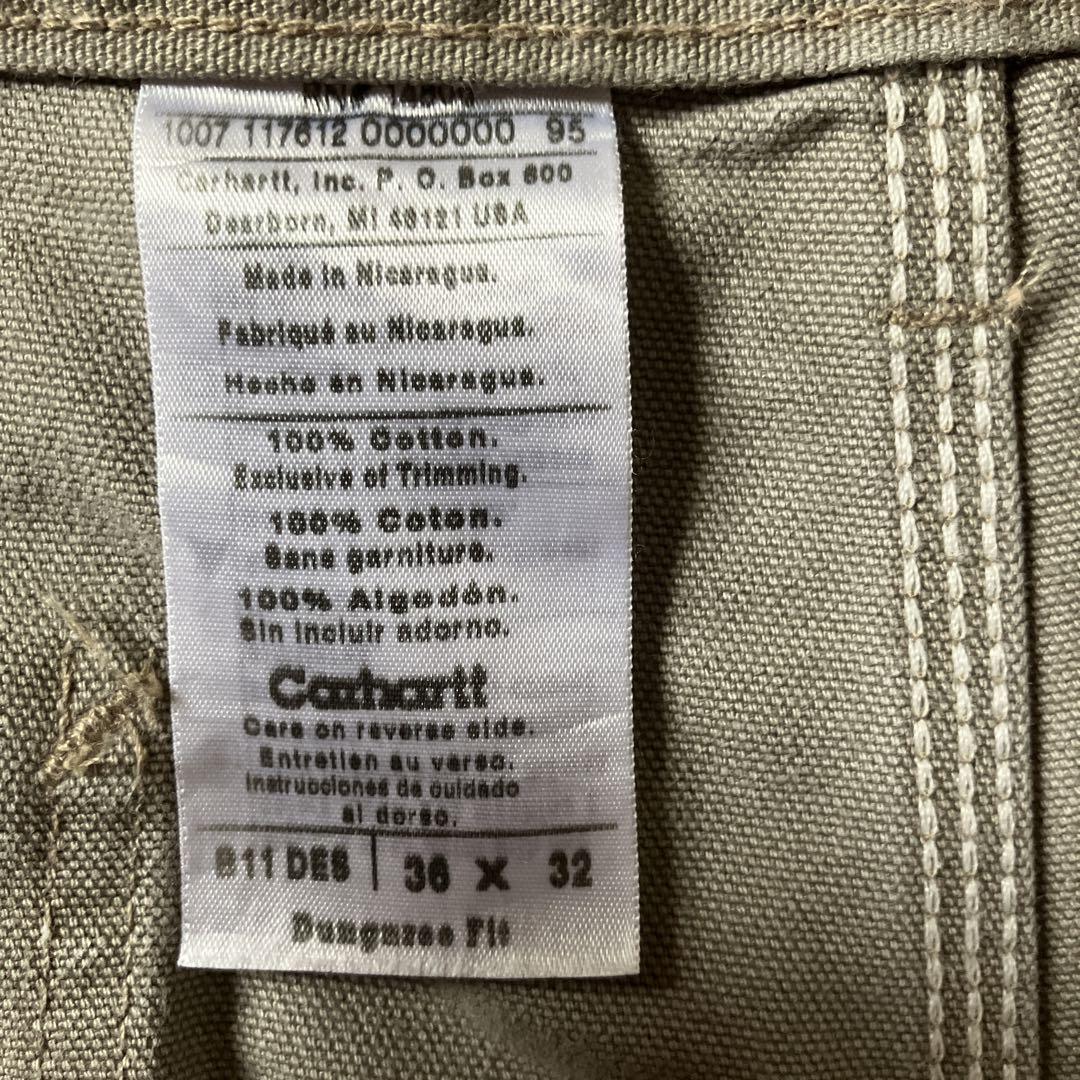 1007 117612 0000000 95
Carhartt, Inc. P. O. Box 600
Dearborn, MI 48121 USA
Made in Nicaragua.
Fabriqué au Nicaragua.
Hecho en Nicaragua.
100% Cotton.
Exclusive of Trimming.
100% Coton.
Sans garniture.
100% Algodón.
Sin incluir adorno.
Carhartt
Care on reverse side.
Entretien au verso.
Instrucciones de cuidado
al dorso.
B11 DES | 36 X 32
Dungaree Fit